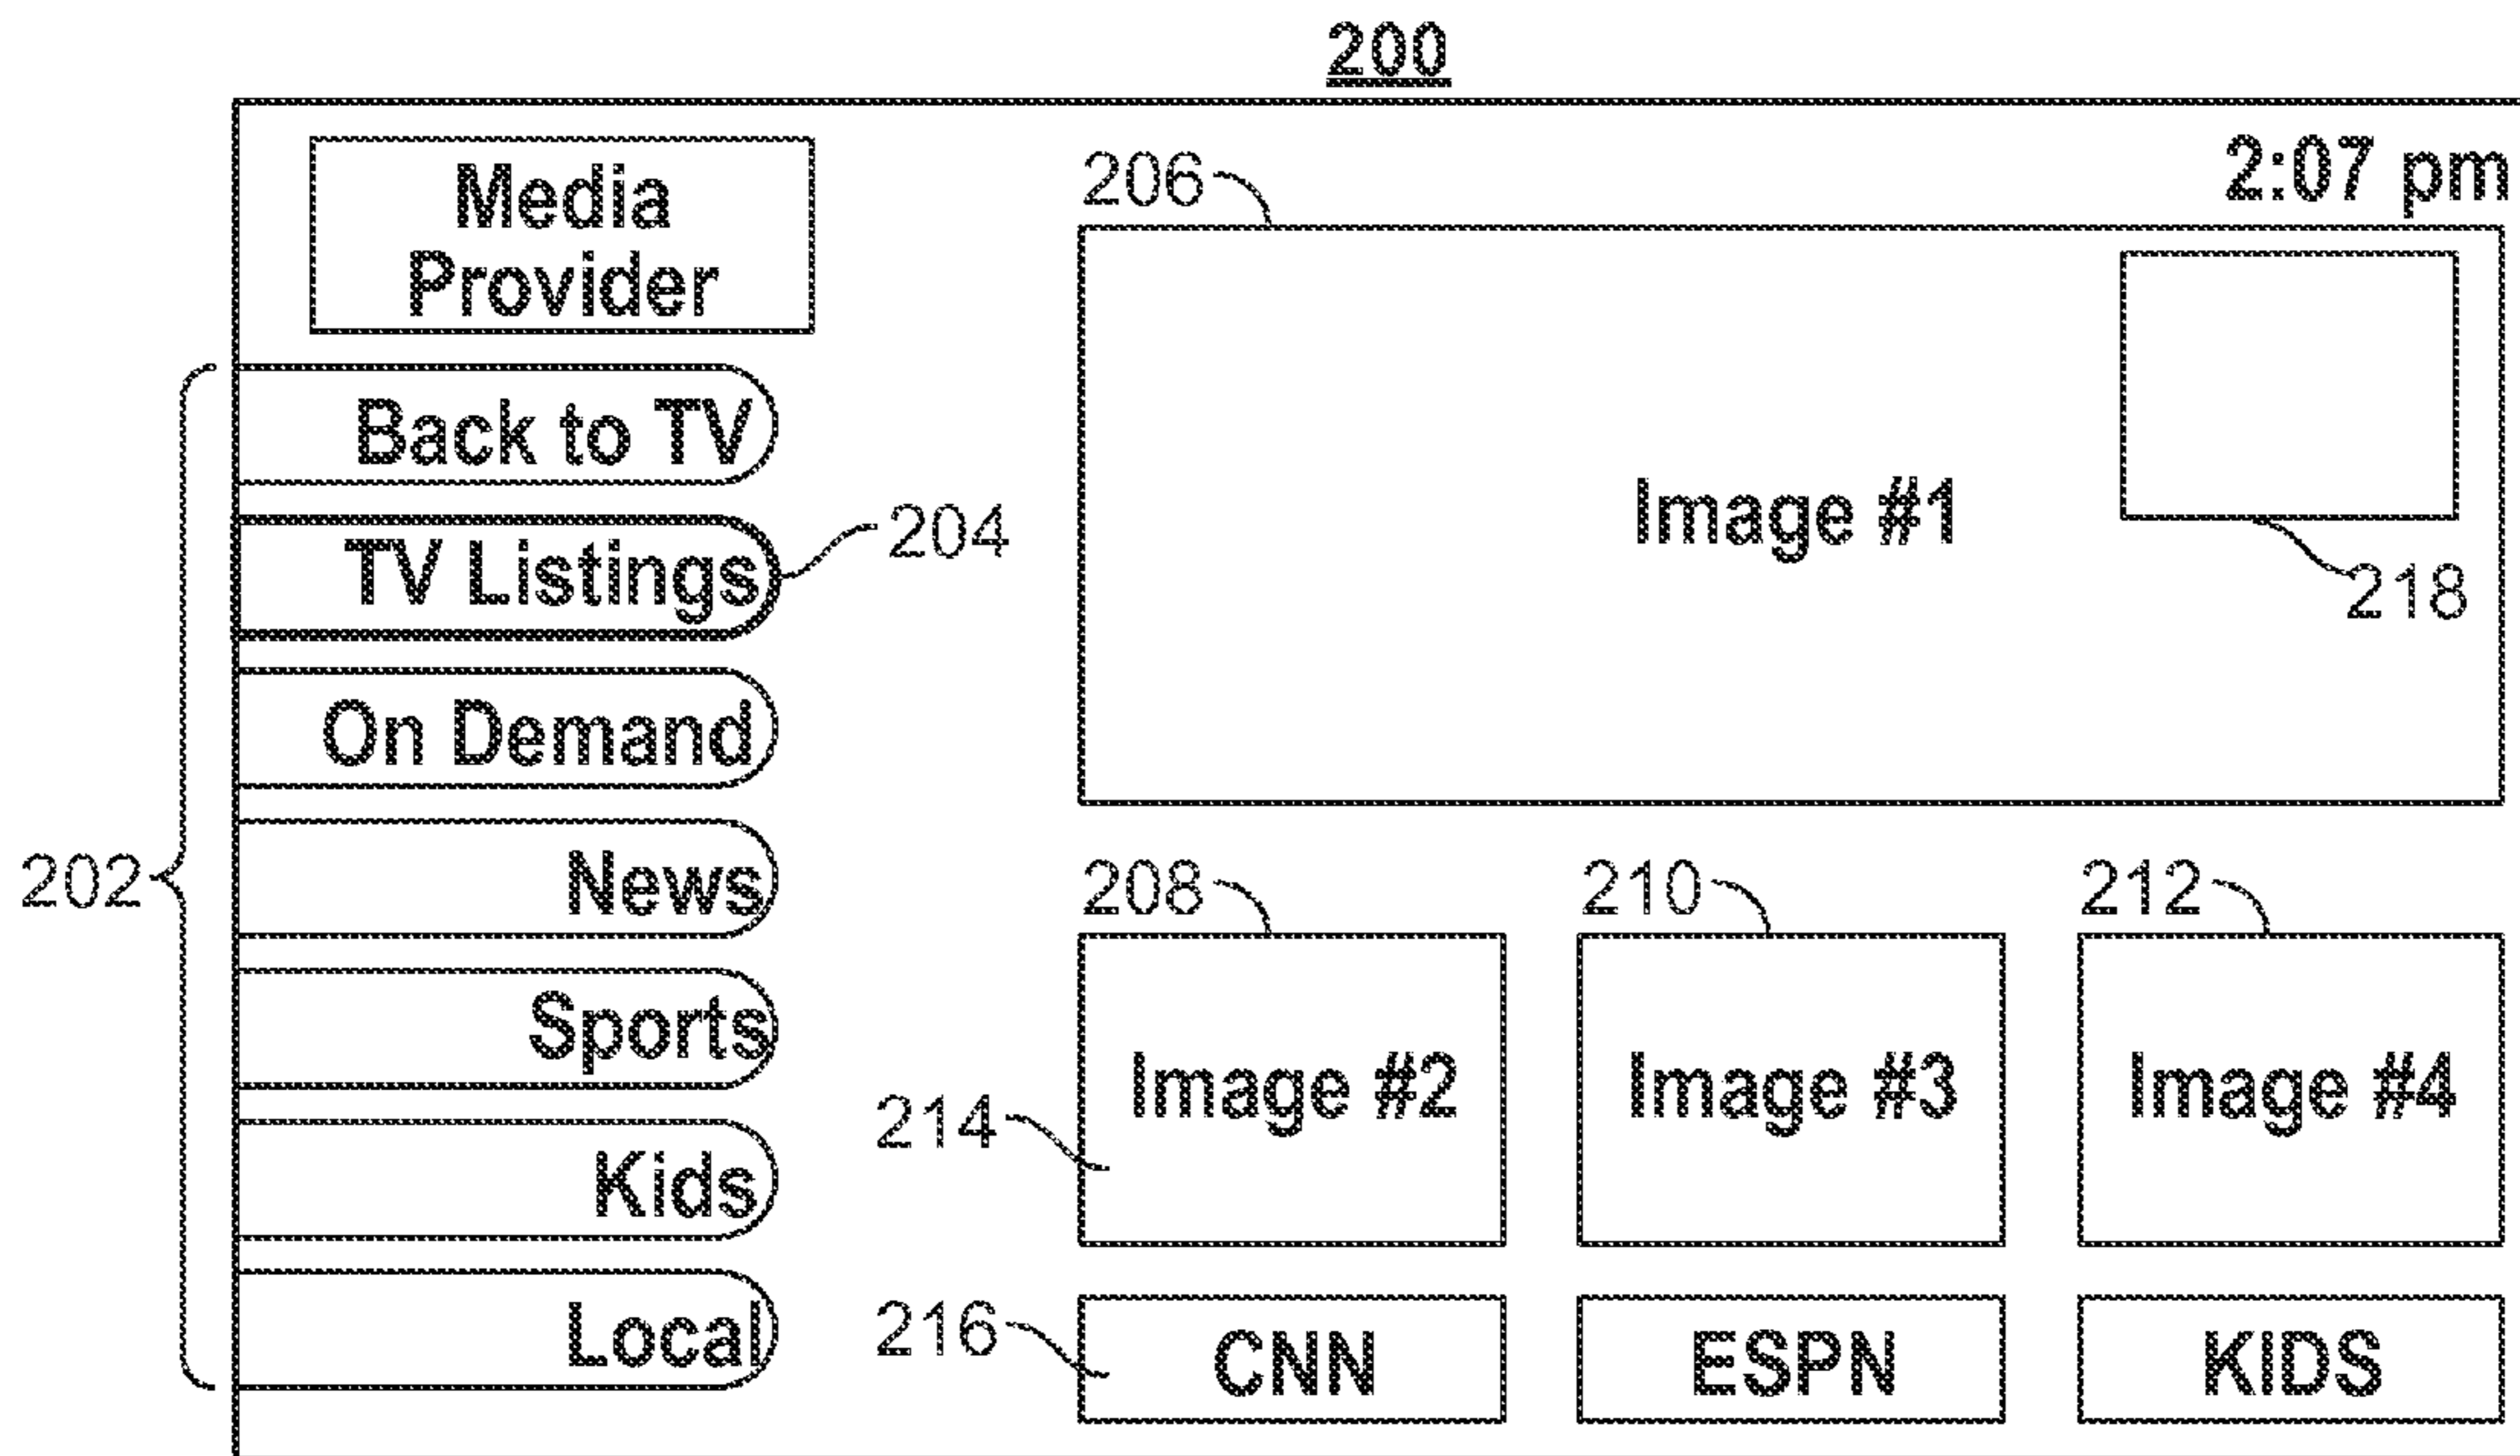 200
2:07 pm
Media
Provider
206
Back to TV
TV Listings
204
Image #1
218
On Demand
News
202
208
210
212
Sports
Image #2
Image #3
Image #4
214
Kids
Local
216
CNN
ESPN
KIDS